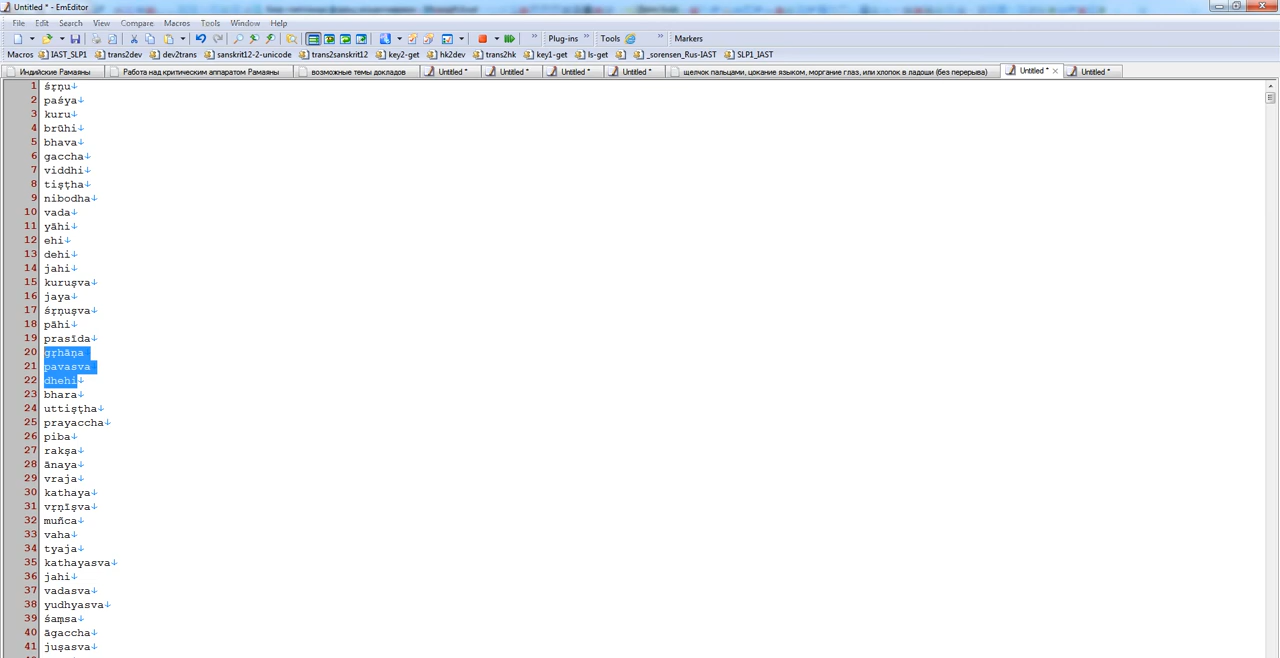 Untitled * - EmEditor
File Edit Search View Compare Macros Tools Window Help
Plug-ins » Tools » Markers
Macros IAST_SLP1 trans2dev dev2trans sanskrit12-2-unicode trans2sanskrit12 key2-get hk2dev trans2hk key1-get ls-get _sorensen_Rus-IAST SLP1_IAST
Индийские Рамаяны Работа над критическим аппаратом Рамаяны возможные темы докладов Untitled * Untitled * Untitled * Untitled * щелчок пальцами, цокание языком, моргание глаз, или хлопок в ладоши (без перерыва) Untitled * Untitled *
1 śṛṇu↓
2 paśya↓
3 kuru↓
4 brūhi↓
5 bhava↓
6 gaccha↓
7 viddhi↓
8 tiṣṭha↓
9 nibodha↓
10 vada↓
11 yāhi↓
12 ehi↓
13 dehi↓
14 jahi↓
15 kuruṣva↓
16 jaya↓
17 śṛṇuṣva↓
18 pāhi↓
19 prasīda↓
20 gṛhāṇa
21 pavasva
22 dhehi↓
23 bhara↓
24 uttiṣṭha↓
25 prayaccha↓
26 piba↓
27 rakṣa↓
28 ānaya↓
29 vraja↓
30 kathaya↓
31 vṛṇīṣva↓
32 muñca↓
33 vaha↓
34 tyaja↓
35 kathayasva↓
36 jahi↓
37 vadasva↓
38 yudhyasva↓
39 śaṃsa↓
40 āgaccha↓
41 juṣasva↓